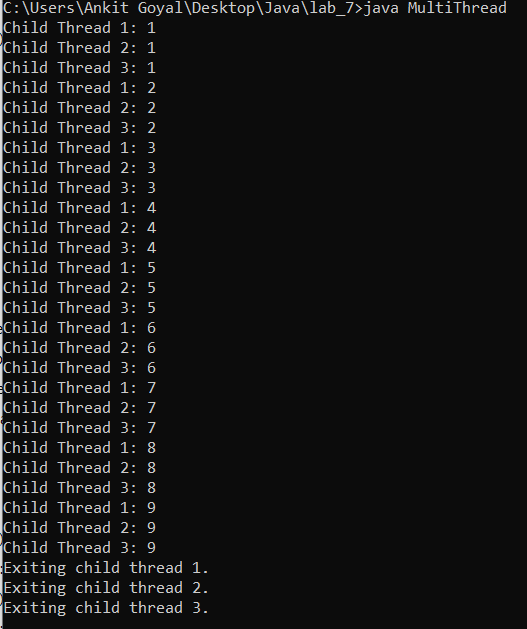 C:\Users\Ankit Goyal\Desktop\Java\lab_7>java MultiThread
Child Thread 1: 1
Child Thread 2: 1
Child Thread 3: 1
Child Thread 1: 2
Child Thread 2: 2
Child Thread 3: 2
Child Thread 1: 3
Child Thread 2: 3
Child Thread 3: 3
Child Thread 1: 4
Child Thread 2: 4
Child Thread 3: 4
Child Thread 1: 5
Child Thread 2: 5
Child Thread 3: 5
Child Thread 1: 6
Child Thread 2: 6
Child Thread 3: 6
Child Thread 1: 7
Child Thread 2: 7
Child Thread 3: 7
Child Thread 1: 8
Child Thread 2: 8
Child Thread 3: 8
Child Thread 1: 9
Child Thread 2: 9
Child Thread 3: 9
Exiting child thread 1.
Exiting child thread 2.
Exiting child thread 3.